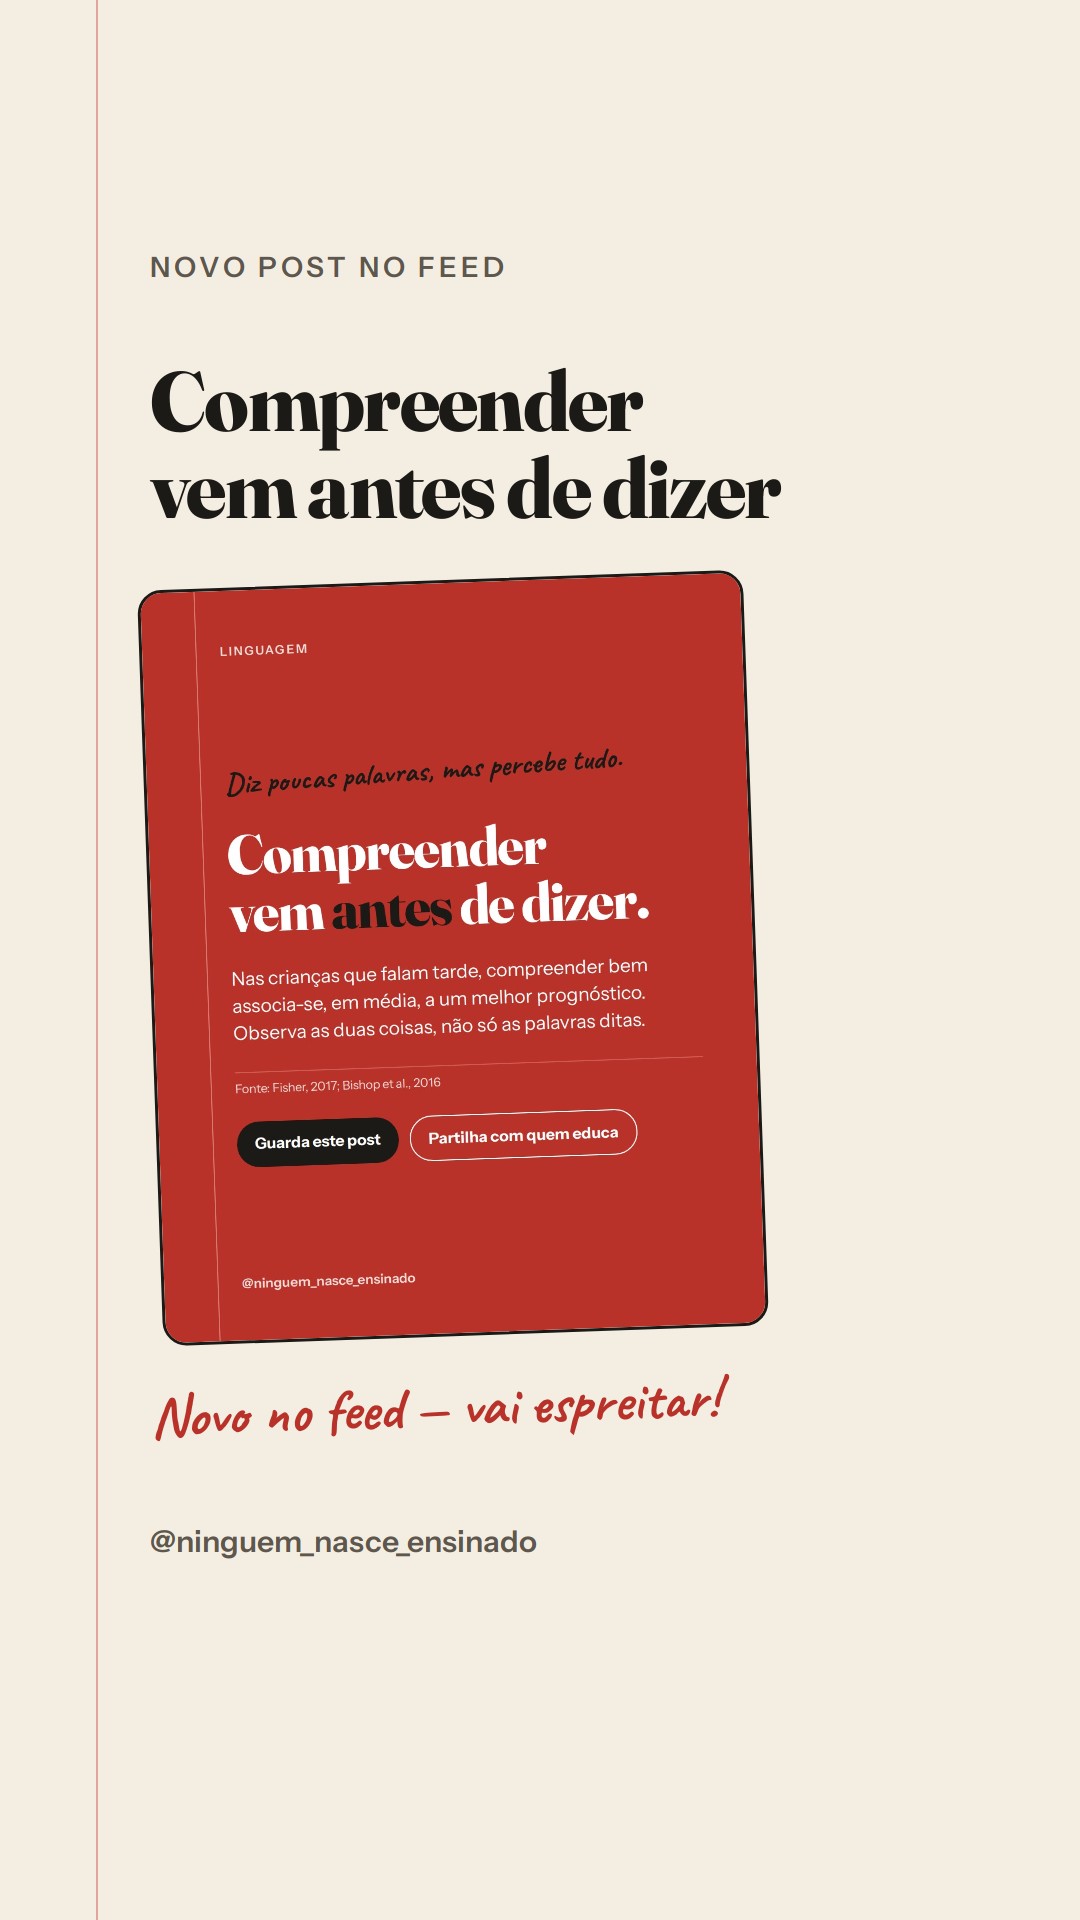 NOVO POST NO FEED
Compreender
vem antes de dizer
LINGUAGEM
Diz poucas palavras, mas percebe tudo.
Compreender
vem antes de dizer.
Nas crianças que falam tarde, compreender bem
associa-se, em média, a um melhor prognóstico.
Observa as duas coisas, não só as palavras ditas.
Fonte: Fisher, 2017; Bishop et al., 2016
Guarda este post
Partilha com quem educa
@ninguem_nasce_ensinado
Novo no feed — vai espreitar!
@ninguem_nasce_ensinado